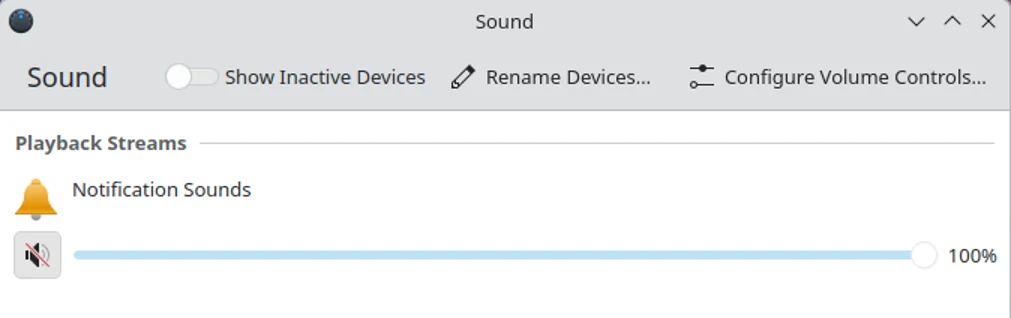 Sound
Sound Show Inactive Devices Rename Devices... Configure Volume Controls...
Playback Streams
Notification Sounds
100%